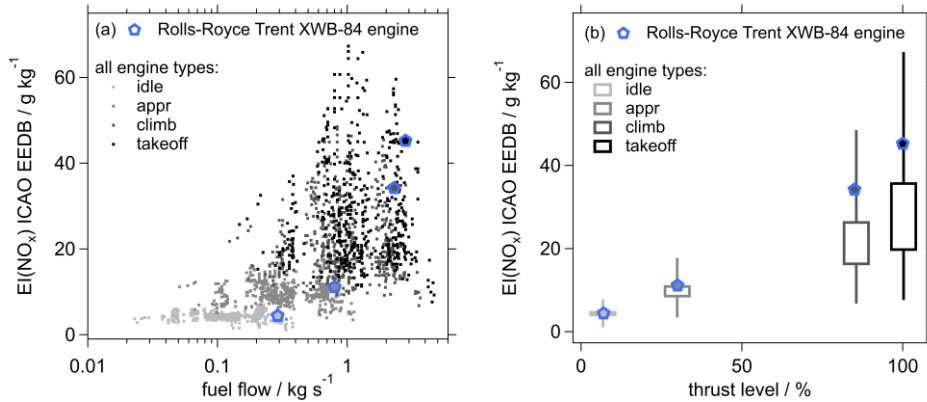 (a) Rolls-Royce Trent XWB-84 engine
all engine types:
idle
appr
climb
takeoff
EI(NOₓ) ICAO EEDB / g kg⁻¹
60
40
20
0
0.01
0.1
1
fuel flow / kg s⁻¹
(b) Rolls-Royce Trent XWB-84 engine
all engine types:
idle
appr
climb
takeoff
EI(NOₓ) ICAO EEDB / g kg⁻¹
60
40
20
0
0
50
100
thrust level / %